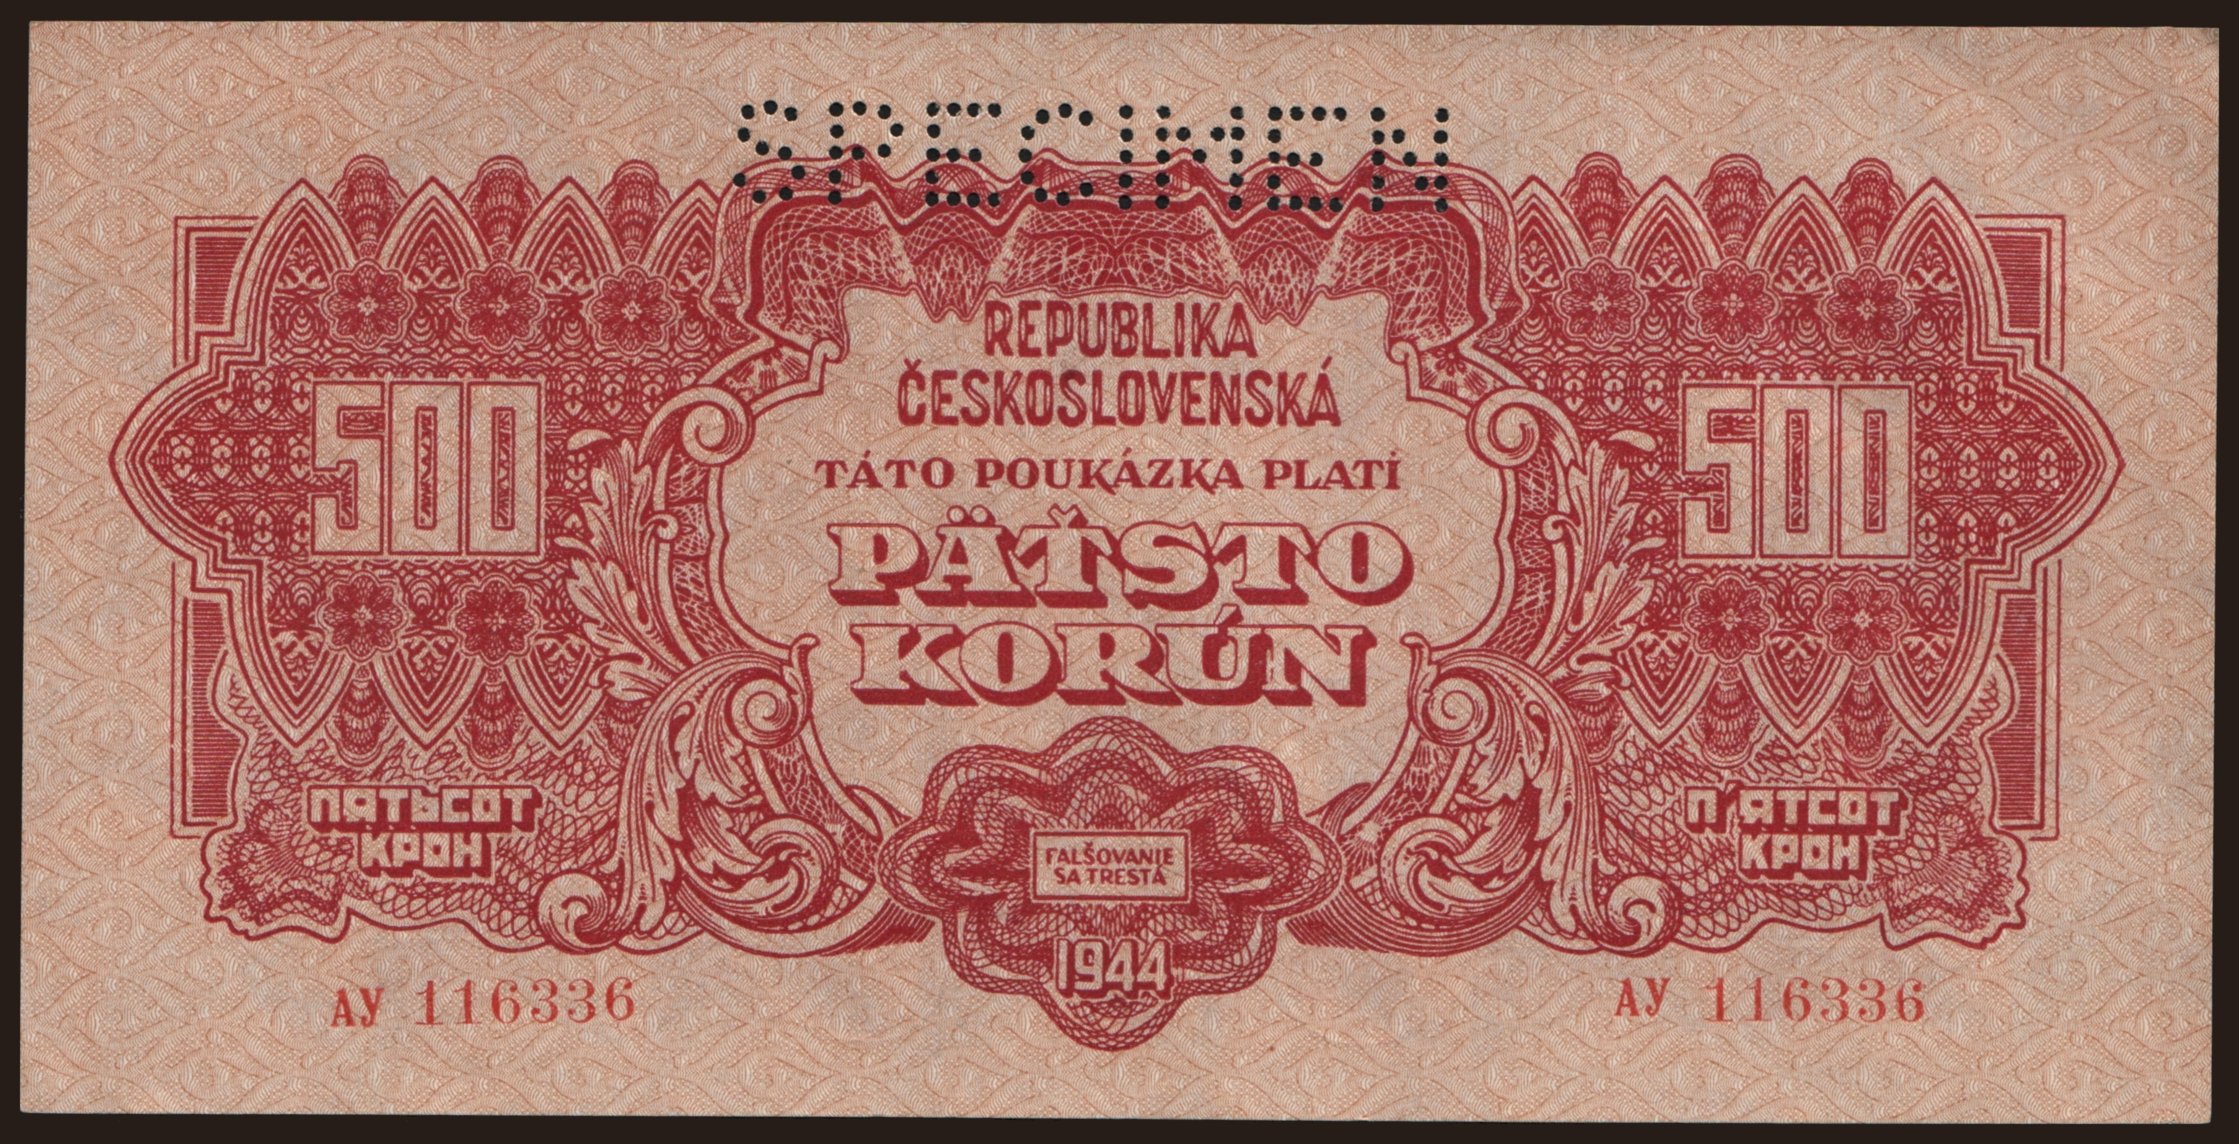 SPECIMEN
REPUBLIKA
ČESKOSLOVENSKÁ
TÁTO POUKÁZKA PLATÍ
PÄŤSTO
KORÚN
500
500
ПЯТЬСОТ
КРОН
П'ЯТСОТ
КРОН
FALŠOVANIE
SA TRESTÁ
1944
АУ 116336
АУ 116336